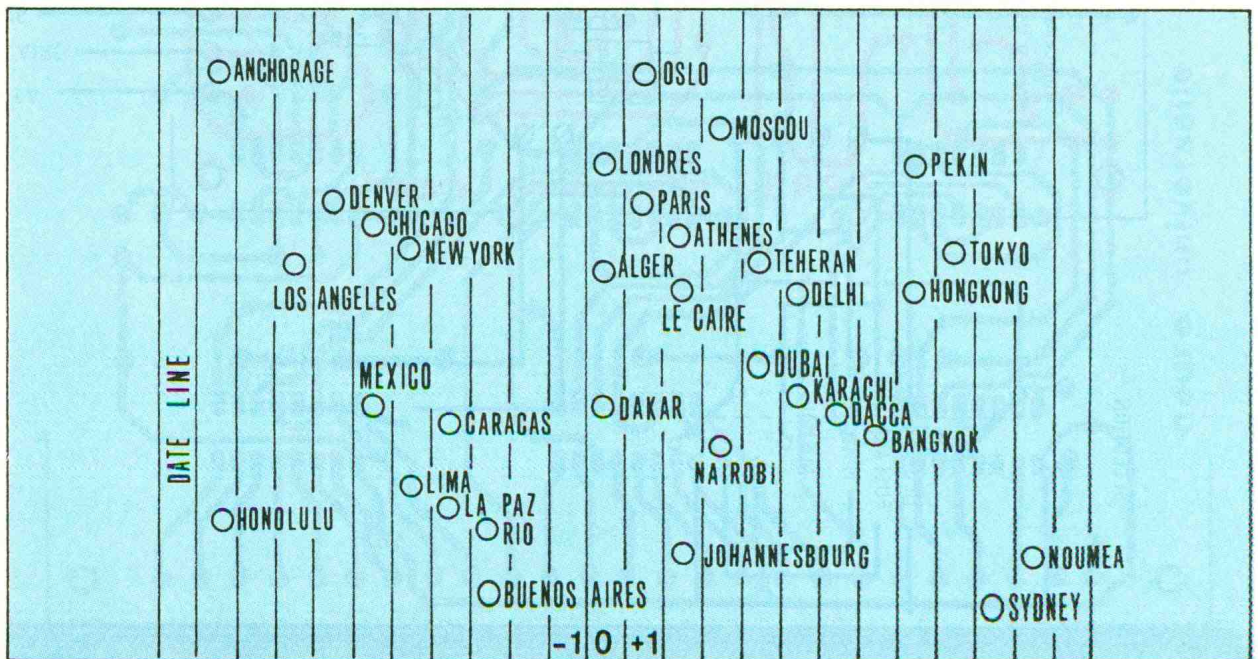 ANCHORAGE
OSLO
MOSCOU
LONDRES
PEKIN
DENVER
PARIS
CHICAGO
ATHENES
NEW YORK
TOKYO
ALGER
TEHERAN
LOS ANGELES
DELHI
HONGKONG
LE CAIRE
DATE LINE
DUBAI
MEXICO
KARACHI
DAKAR
DACCA
CARACAS
BANGKOK
NAIROBI
LIMA
LA PAZ
HONOLULU
RIO
JOHANNESBOURG
NOUMEA
BUENOS AIRES
SYDNEY
-1 0 +1